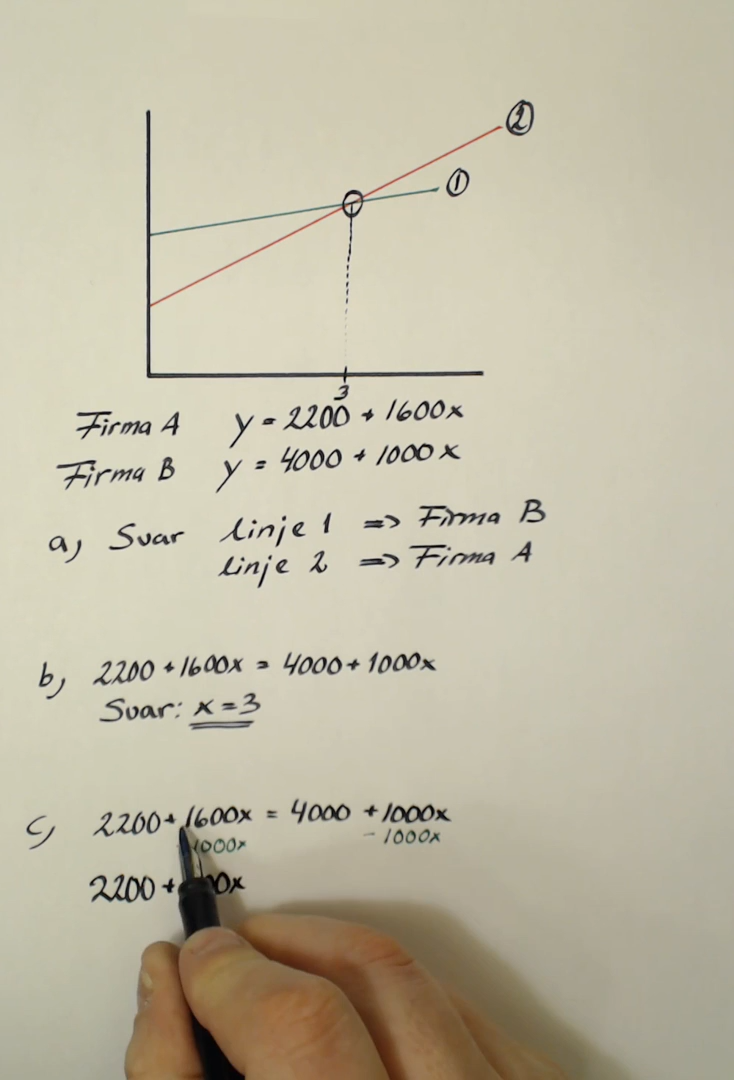 ②
①
3
Firma A y = 2200 + 1600x
Firma B y = 4000 + 1000x
a) Svar linje 1 => Firma B
linje 2 => Firma A
b) 2200 + 1600x = 4000 + 1000x
Svar: x = 3
c) 2200 + 1600x = 4000 + 1000x
1000x - 1000x
2200 +